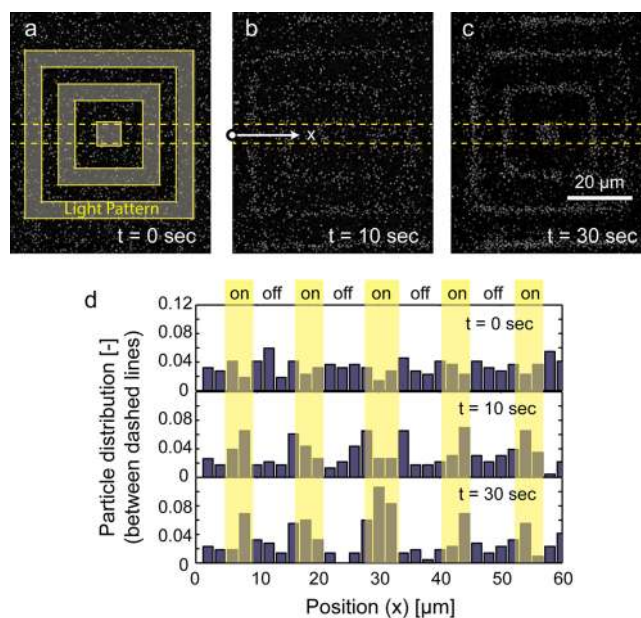 a
b
c
Light Pattern
x
20 µm
t = 0 sec
t = 10 sec
t = 30 sec
d
on off on off on off on off on
Particle distribution [-]
(between dashed lines)
0.12
0.08
0.04
0
t = 0 sec
0.08
0.04
0
t = 10 sec
0.08
0.04
0
t = 30 sec
0 10 20 30 40 50 60
Position (x) [µm]